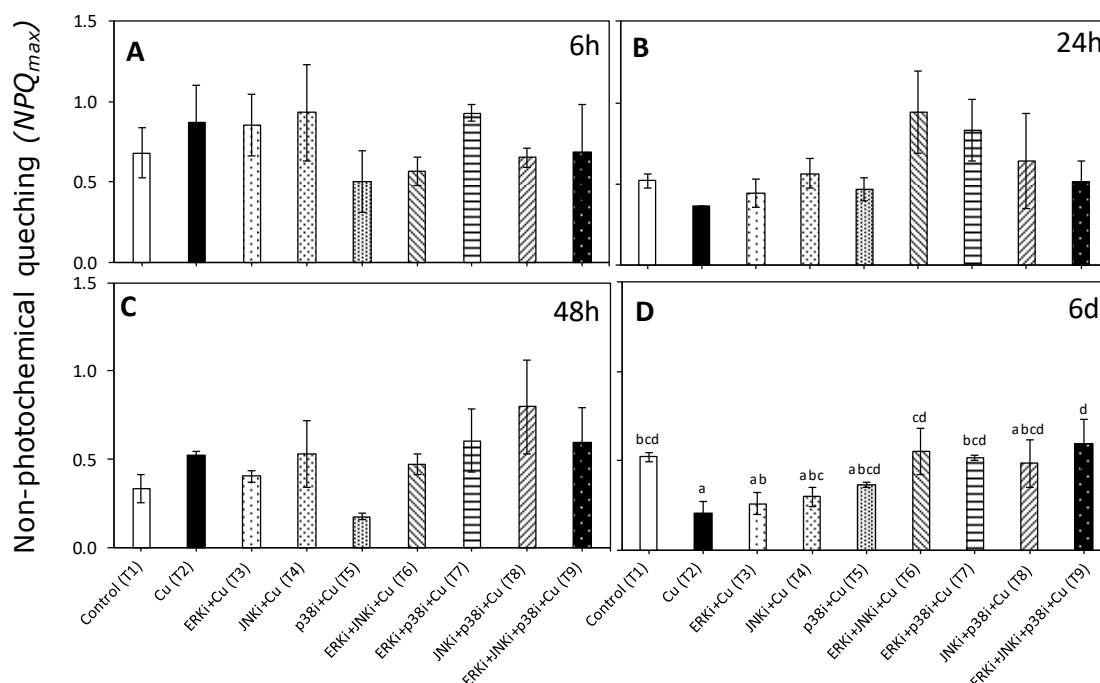 Non-photochemical queching (NPQmax)
1.5
1.0
0.5
0.0
A
6h
B
24h
1.5
1.0
0.5
0.0
C
48h
D
6d
bcd
a
ab
abc
abcd
cd
bcd
abcd
d
Control (T1)
Cu (T2)
ERKi+Cu (T3)
JNKi+Cu (T4)
p38i+Cu (T5)
ERKi+JNKi+Cu (T6)
ERKi+p38i+Cu (T7)
JNKi+p38i+Cu (T8)
ERKi+JNKi+p38i+Cu (T9)
Control (T1)
Cu (T2)
ERKi+Cu (T3)
JNKi+Cu (T4)
p38i+Cu (T5)
ERKi+JNKi+Cu (T6)
ERKi+p38i+Cu (T7)
JNKi+p38i+Cu (T8)
ERKi+JNKi+p38i+Cu (T9)